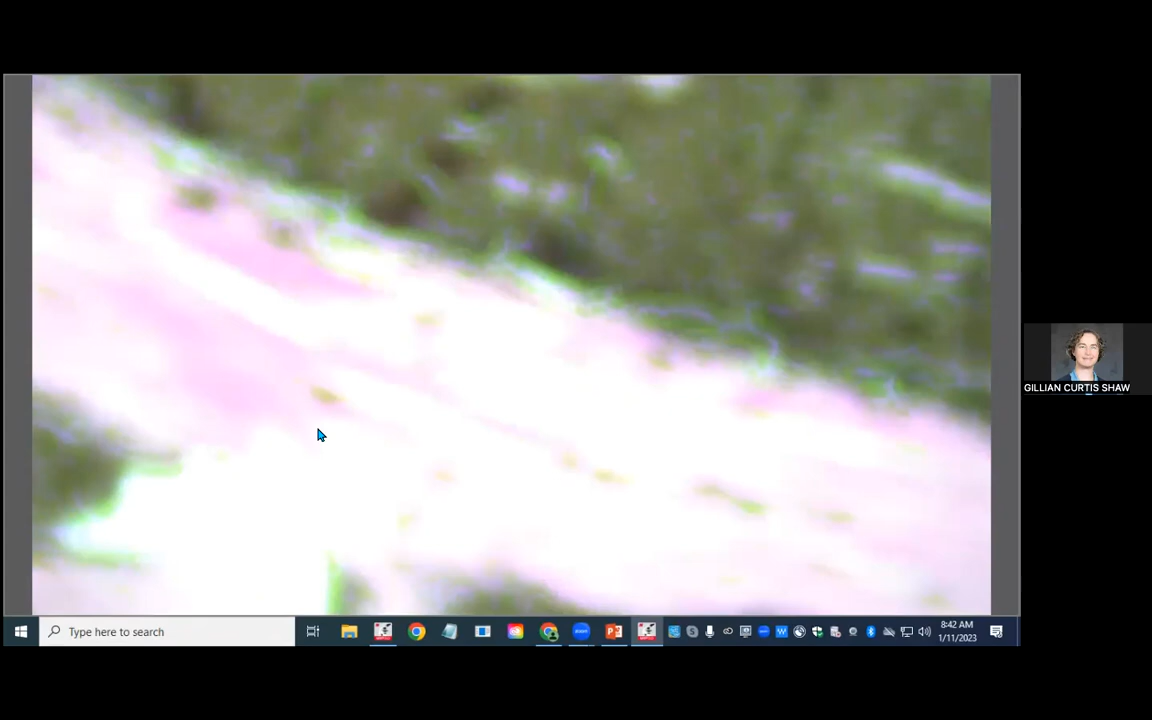 GILLIAN CURTIS SHAW
Type here to search
8:42 AM
1/11/2023